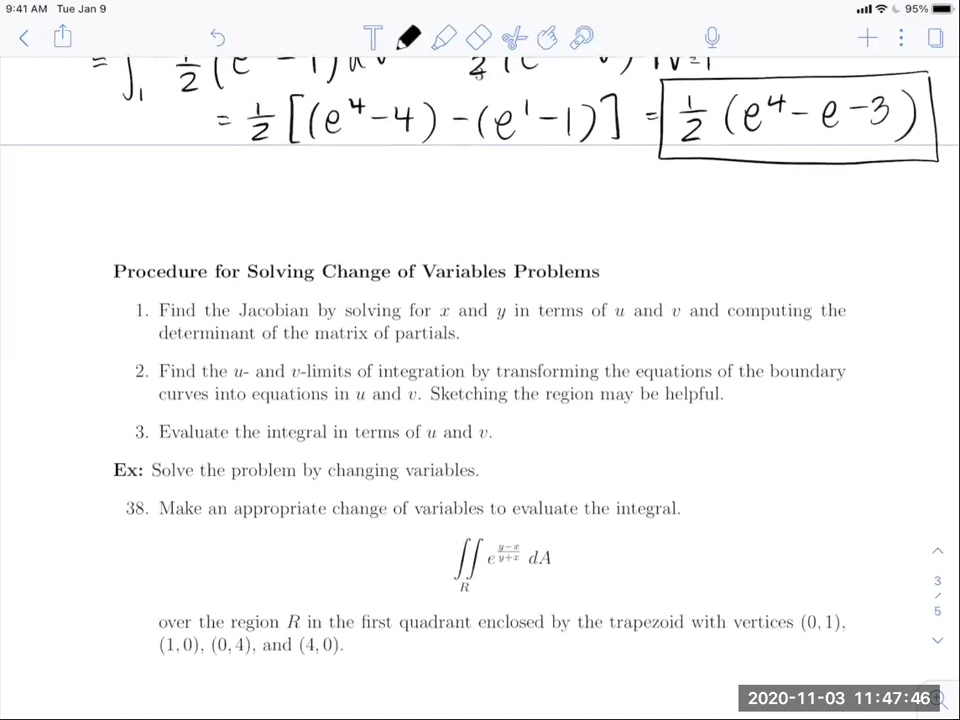 9:41 AM Tue Jan 9
95%
= 1/2 [(e^4 - 4) - (e^1 - 1)] = 1/2 (e^4 - e - 3)
Procedure for Solving Change of Variables Problems
1. Find the Jacobian by solving for x and y in terms of u and v and computing the
determinant of the matrix of partials.
2. Find the u- and v-limits of integration by transforming the equations of the boundary
curves into equations in u and v. Sketching the region may be helpful.
3. Evaluate the integral in terms of u and v.
Ex: Solve the problem by changing variables.
38. Make an appropriate change of variables to evaluate the integral.
∬_R e^{(y-x)/(y+x)} dA
over the region R in the first quadrant enclosed by the trapezoid with vertices (0, 1),
(1, 0), (0, 4), and (4, 0).
3
/
5
2020-11-03 11:47:46